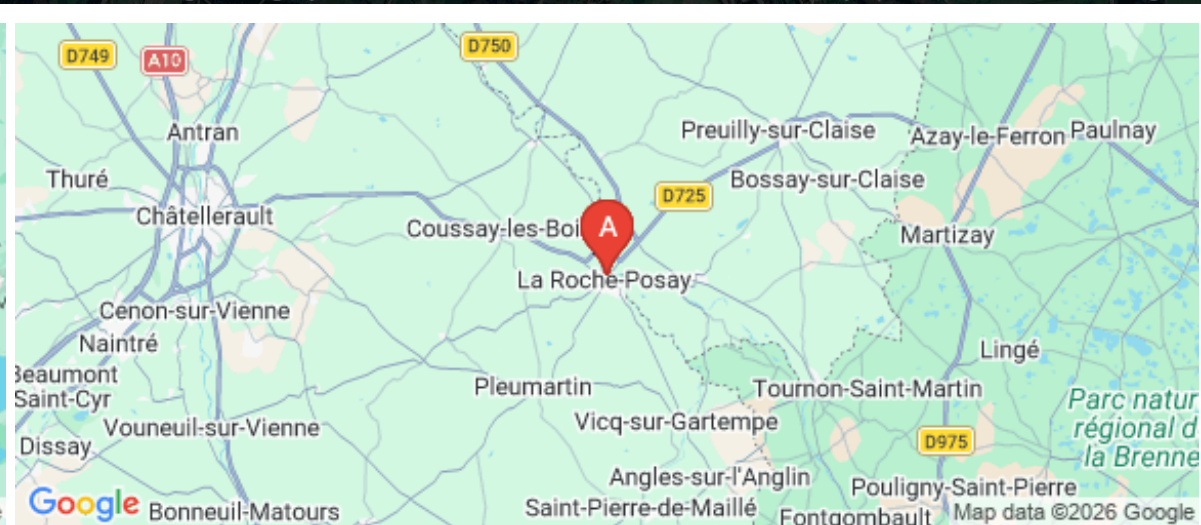 D749
A10
D750
Antran
Preuilly-sur-Claise
Azay-le-Ferron
Paulnay
Thuré
Bossay-sur-Claise
D725
Châtellerault
Coussay-les-Boi
A
Martizay
La Roche-Posay
Cenon-sur-Vienne
Naintré
Lingé
Beaumont
Saint-Cyr
Pleumartin
Tournon-Saint-Martin
Parc natur
régional d
la Brenne
Vouneuil-sur-Vienne
Vicq-sur-Gartempe
Dissay
D975
Angles-sur-l'Anglin
Pouligny-Saint-Pierre
Google
Bonneuil-Matours
Saint-Pierre-de-Maillé
Fontgombault
Map data ©2026 Google